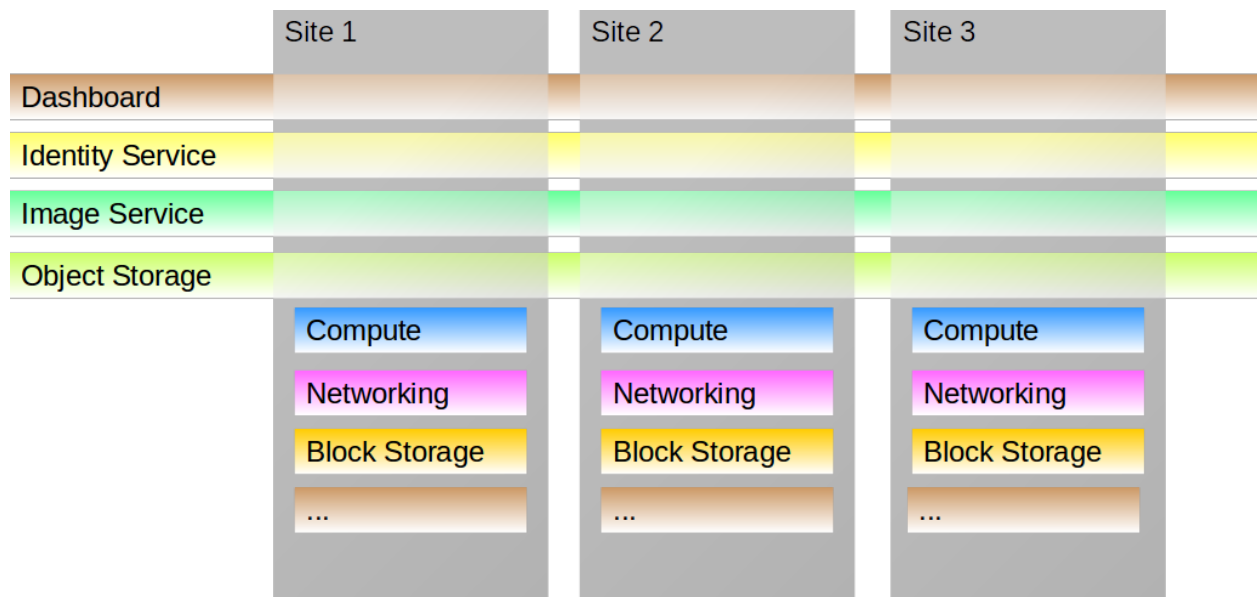 Site 1
Site 2
Site 3
Dashboard
Identity Service
Image Service
Object Storage
Compute
Compute
Compute
Networking
Networking
Networking
Block Storage
Block Storage
Block Storage
...
...
...